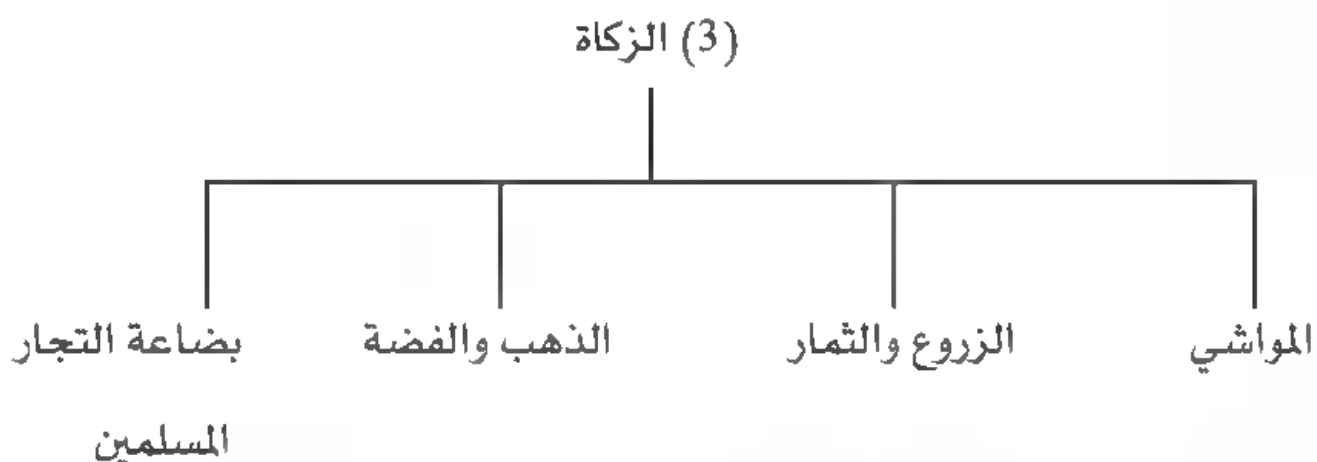 (3) الزكاة
المواشي
الزروع والثمار
الذهب والفضة
بضاعة التجار
المسلمين